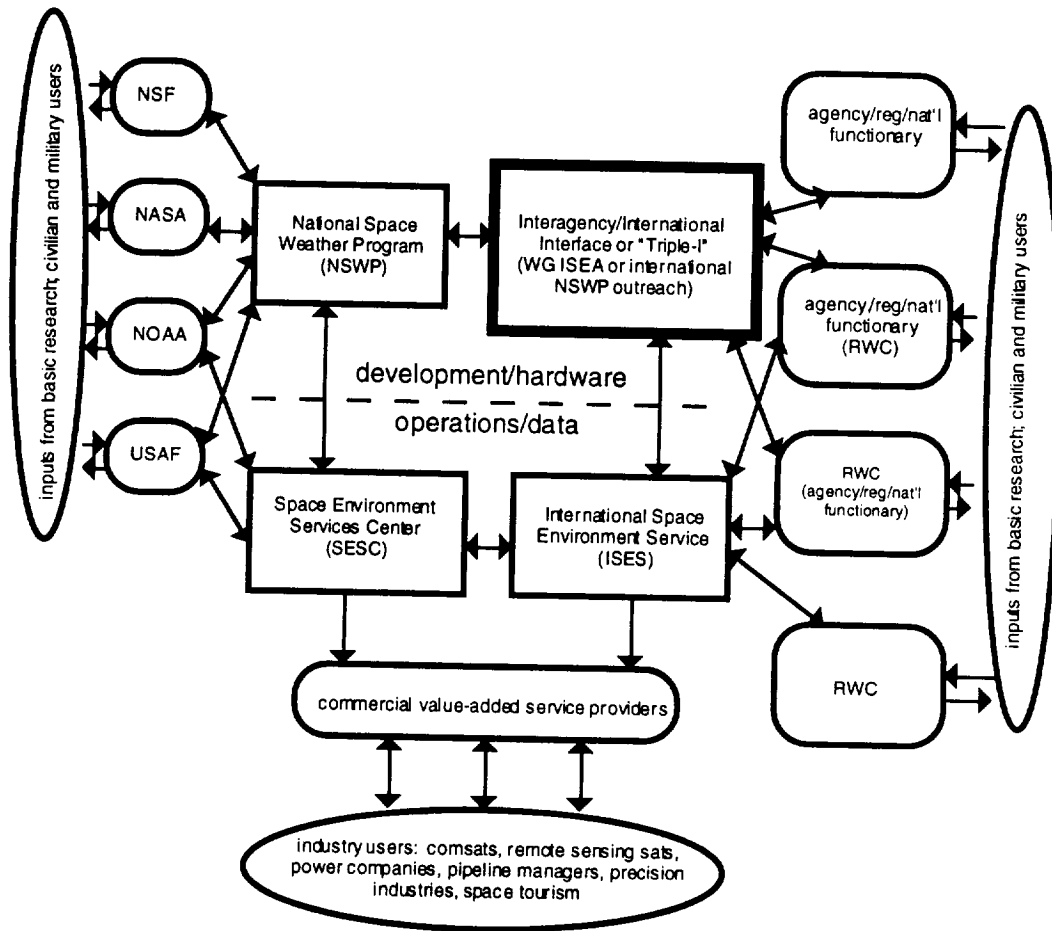 inputs from basic research; civilian and military users
NSF
NASA
NOAA
USAF
National Space
Weather Program
(NSWP)
Interagency/International
Interface or "Triple-I"
(WG ISEA or international
NSWP outreach)
agency/reg/nat'l
functionary
agency/reg/nat'l
functionary
(RWC)
development/hardware
operations/data
Space Environment
Services Center
(SESC)
International Space
Environment Service
(ISES)
RWC
(agency/reg/nat'l
functionary)
RWC
inputs from basic research; civilian and military users
commercial value-added service providers
industry users: comsats, remote sensing sats,
power companies, pipeline managers, precision
industries, space tourism